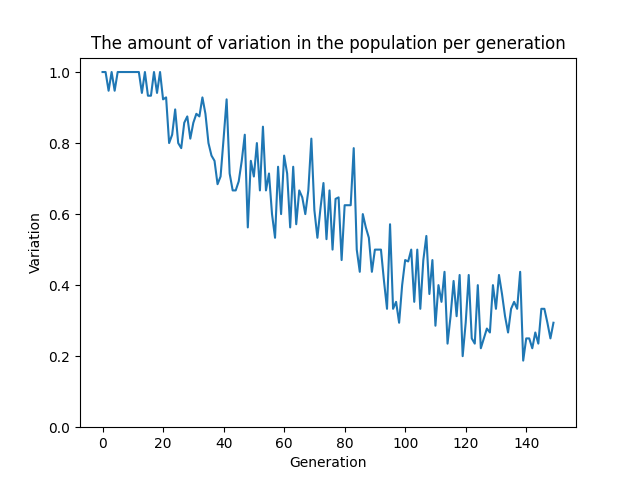 The amount of variation in the population per generation
1.0
0.8
0.6
0.4
0.2
0.0
Variation
0 20 40 60 80 100 120 140
Generation